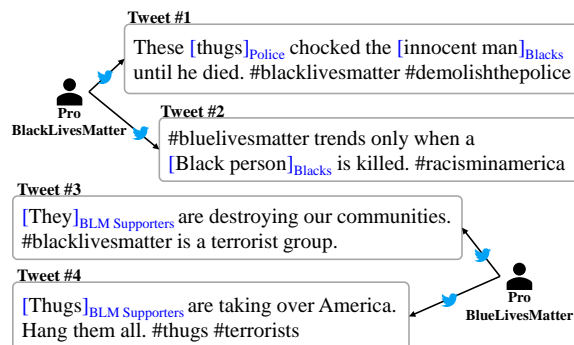 Tweet #1
These [thugs]Police chocked the [innocent man]Blacks
until he died. #blacklivesmatter #demolishthepolice
Pro
BlackLivesMatter
Tweet #2
#bluelivesmatter trends only when a
[Black person]Blacks is killed. #racisminamerica
Tweet #3
[They]BLM Supporters are destroying our communities.
#blacklivesmatter is a terrorist group.
Tweet #4
[Thugs]BLM Supporters are taking over America.
Hang them all. #thugs #terrorists
Pro
BlueLivesMatter